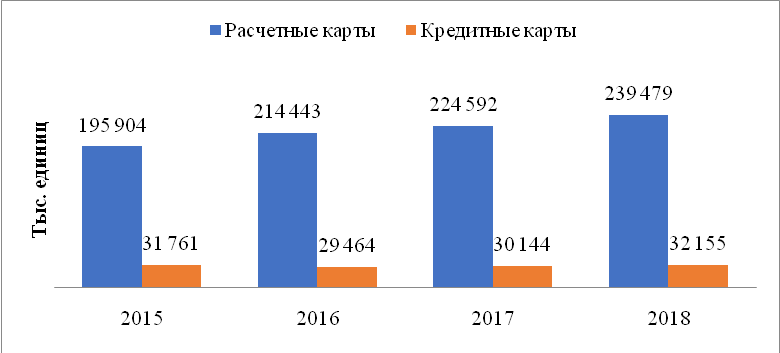 Расчетные карты Кредитные карты
Тыс. единиц
195 904 214 443 224 592 239 479
31 761 29 464 30 144 32 155
2015 2016 2017 2018